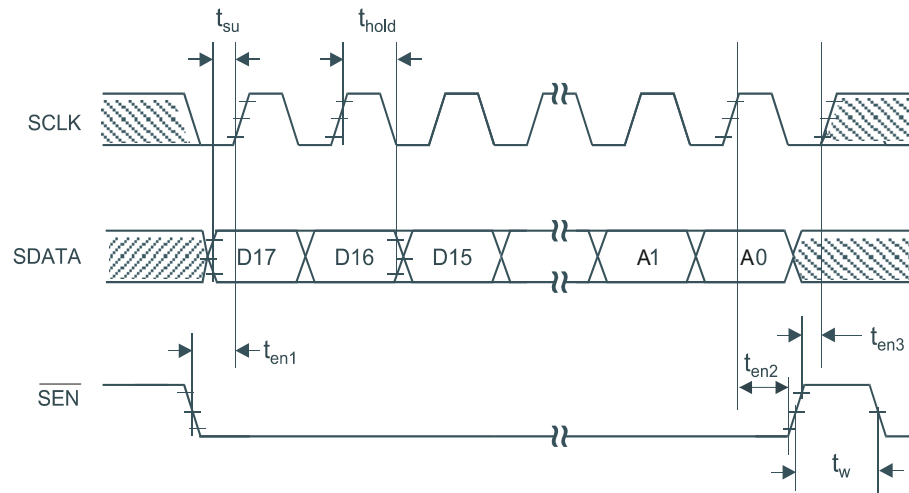 tsu
thold
SCLK
SDATA
D17
D16
D15
A1
A0
ten1
ten3
ten2
SEN
tw